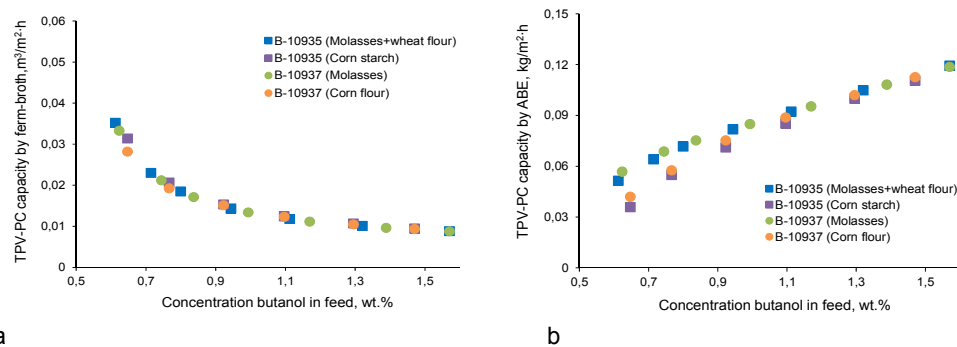 TPV-PC capacity by ferm-broth,m³/m²·h
0,06
0,05
0,04
0,03
0,02
0,01
0
B-10935 (Molasses+wheat flour)
B-10935 (Corn starch)
B-10937 (Molasses)
B-10937 (Corn flour)
0,5 0,7 0,9 1,1 1,3 1,5
Concentration butanol in feed, wt.%
a
TPV-PC capacity by ABE, kg/m²·h
0,15
0,12
0,09
0,06
0,03
0
B-10935 (Molasses+wheat flour)
B-10935 (Corn starch)
B-10937 (Molasses)
B-10937 (Corn flour)
0,5 0,7 0,9 1,1 1,3 1,5
Concentration butanol in feed, wt.%
b